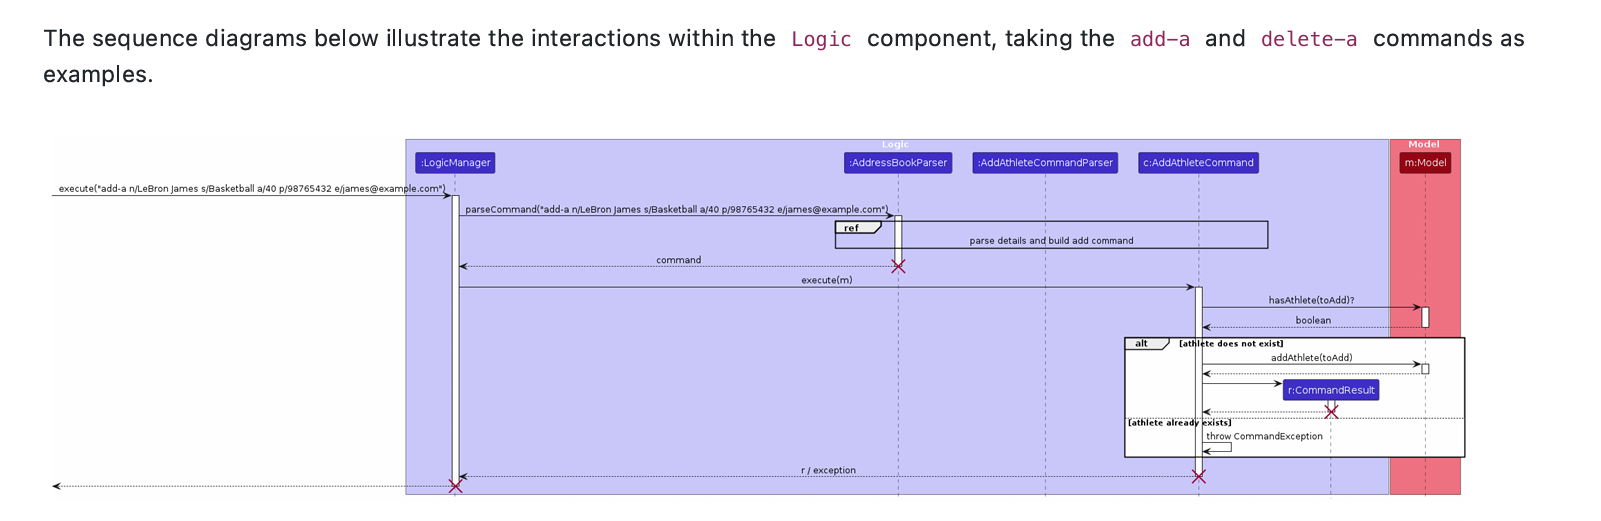 The sequence diagrams below illustrate the interactions within the Logic component, taking the add-a and delete-a commands as
examples.
Logic
Model
:LogicManager
:AddressBookParser
:AddAthleteCommandParser
c:AddAthleteCommand
m:Model
execute("add-a n/LeBron James s/Basketball a/40 p/98765432 e/james@example.com")
parseCommand("add-a n/LeBron James s/Basketball a/40 p/98765432 e/james@example.com")
ref
parse details and build add command
command
execute(m)
hasAthlete(toAdd)?
boolean
alt
[athlete does not exist]
addAthlete(toAdd)
r:CommandResult
[athlete already exists]
throw CommandException
r / exception